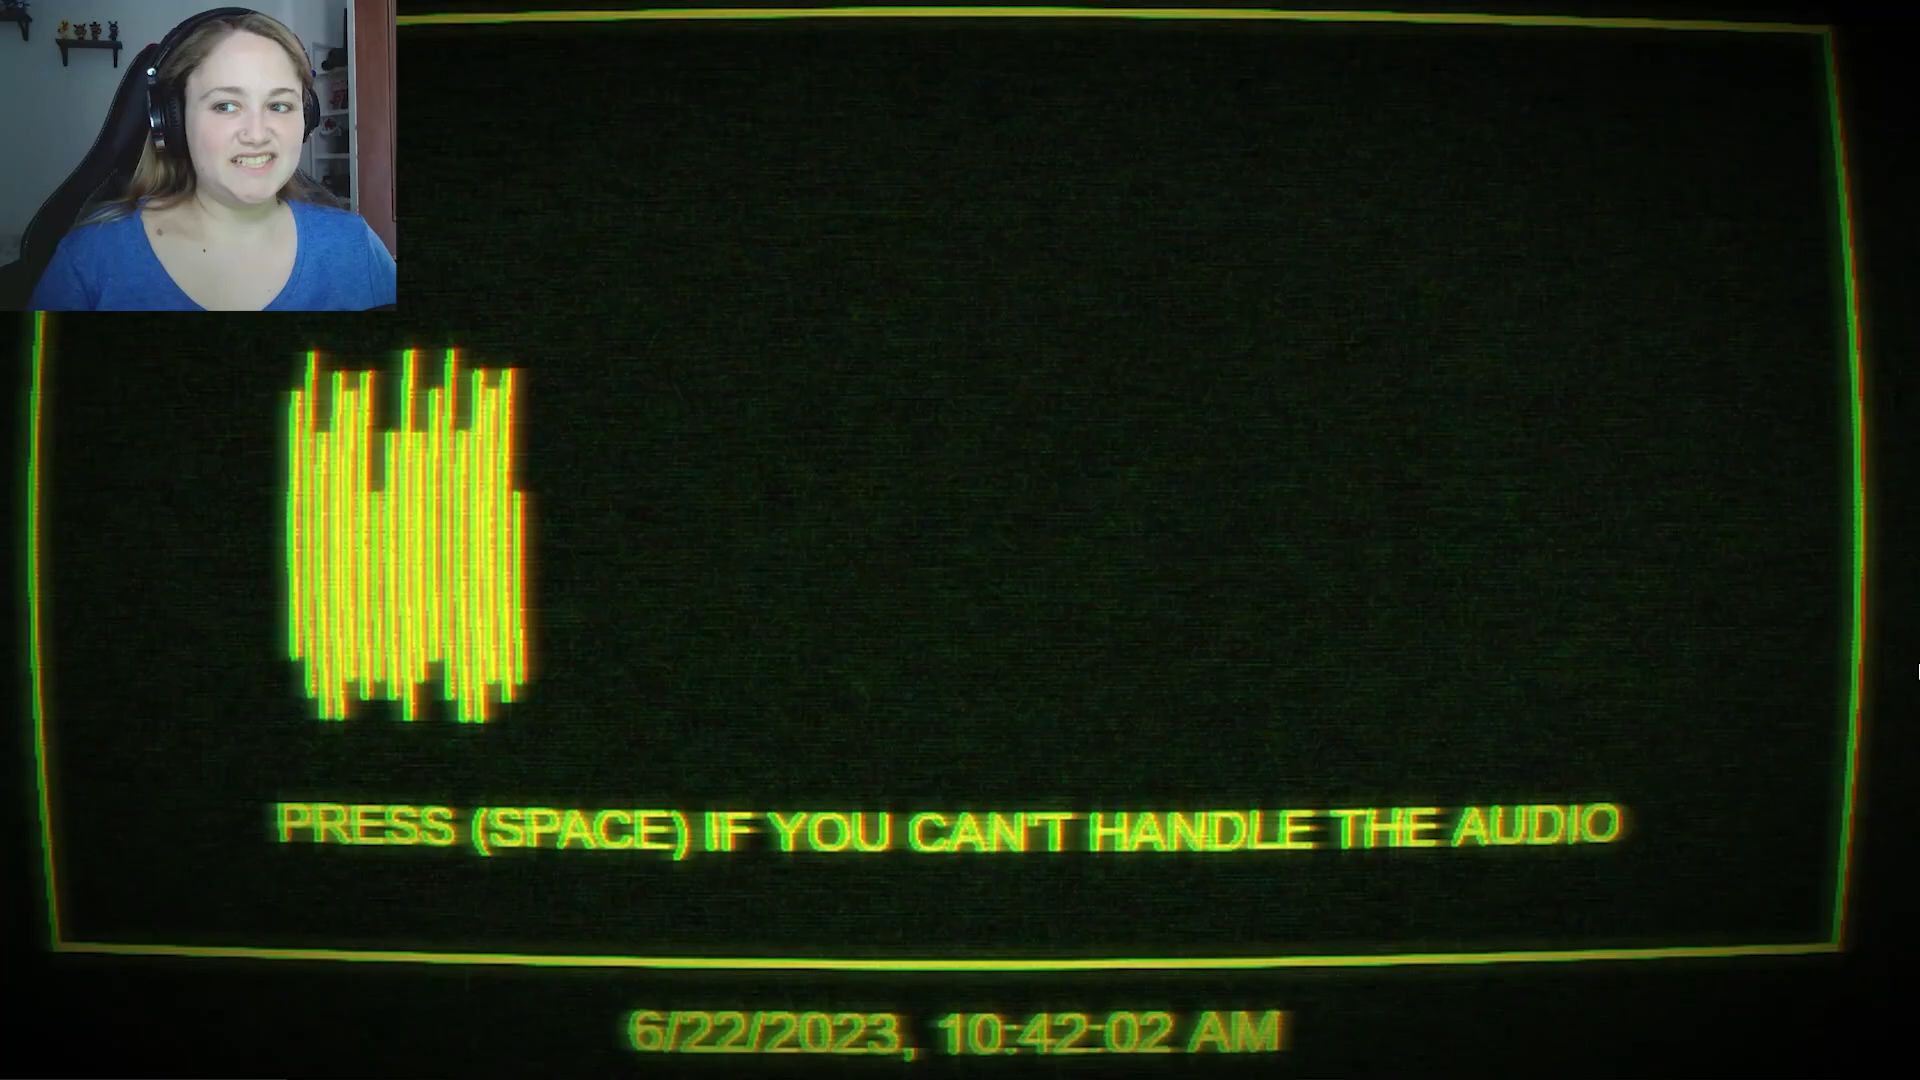 PRESS (SPACE) IF YOU CAN'T HANDLE THE AUDIO
6/22/2023, 10:42:02 AM